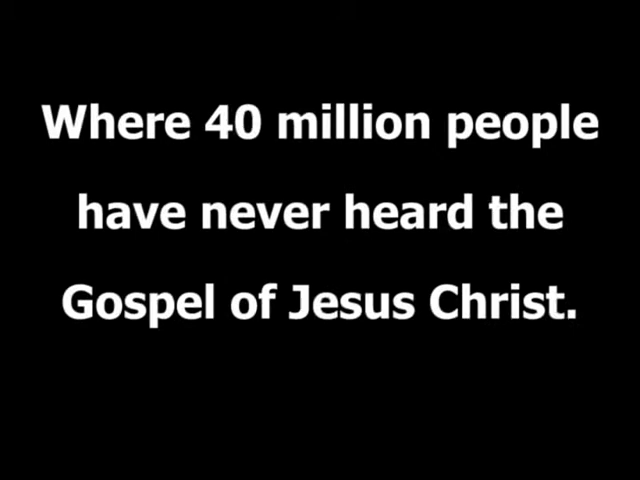 Where 40 million people
have never heard the
Gospel of Jesus Christ.